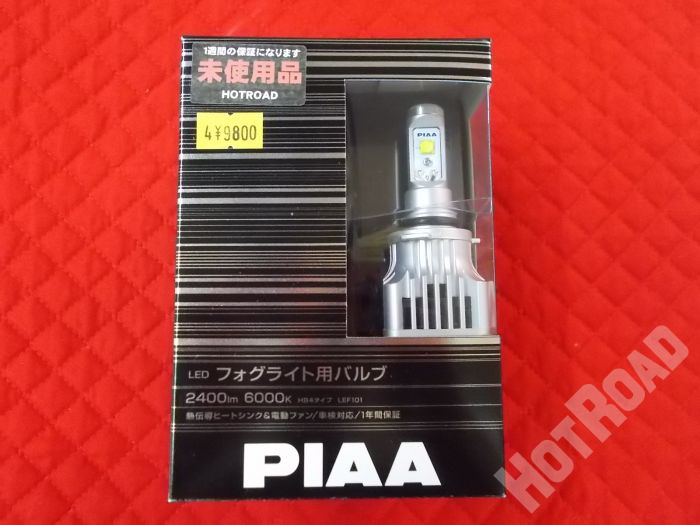 1週間の保証になります
未使用品
HOTROAD
4¥9800
PIAA
LED フォグライト用バルブ
2400lm 6000K HB4タイプ LEF101
熱伝導ヒートシンク&電動ファン/車検対応/1年間保証
PIAA
HOTROAD